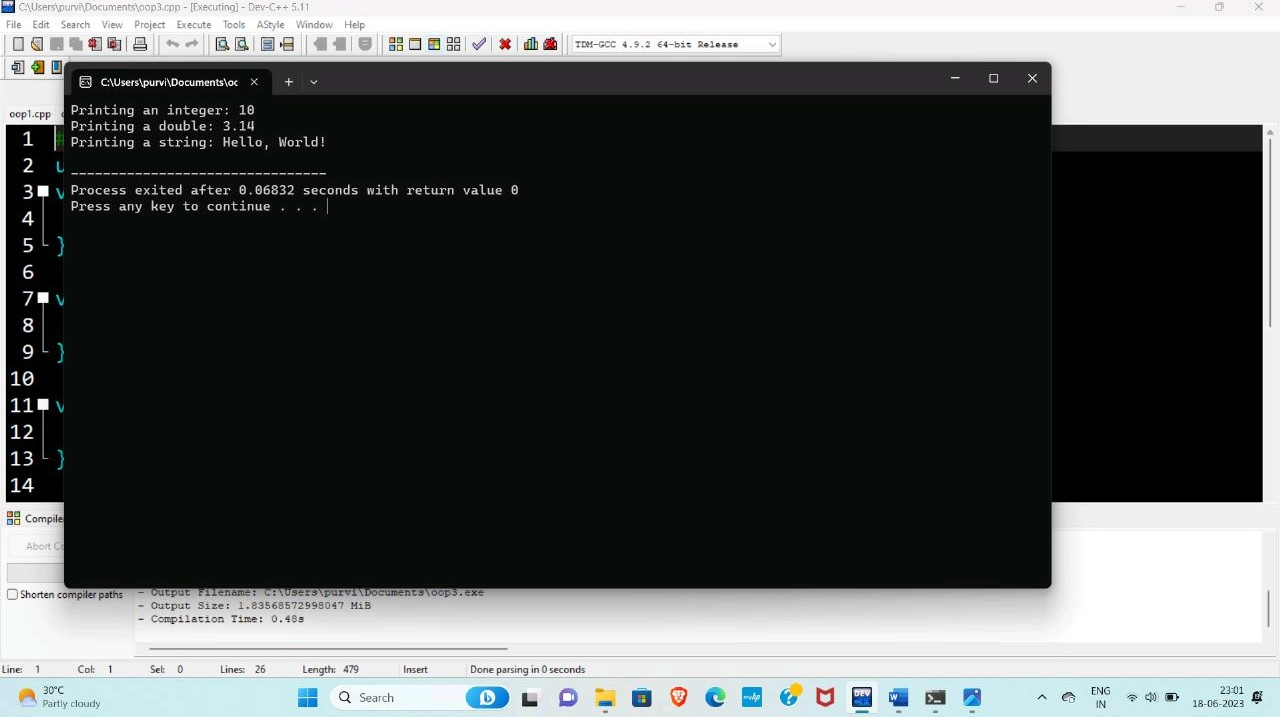 C:\Users\purvi\Documents\oop3.cpp - [Executing] - Dev-C++ 5.11
File Edit Search View Project Execute Tools AStyle Window Help
TDM-GCC 4.9.2 64-bit Release
C:\Users\purvi\Documents\oc
oop1.cpp
Printing an integer: 10
Printing a double: 3.14
Printing a string: Hello, World!
--------------------------------
Process exited after 0.06832 seconds with return value 0
Press any key to continue . . .
1 #
2 u
3 v
4
5 }
6
7 v
8
9 }
10
11 v
12
13 }
14
Compiler
Abort Co
Shorten compiler paths
- Output Filename: C:\Users\purvi\Documents\oop3.exe
- Output Size: 1.83568572998047 MiB
- Compilation Time: 0.48s
Line: 1 Col: 1 Sel: 0 Lines: 26 Length: 479 Insert Done parsing in 0 seconds
30°C
Partly cloudy
Search
myhp
DEV
ENG
IN
23:01
18-06-2023